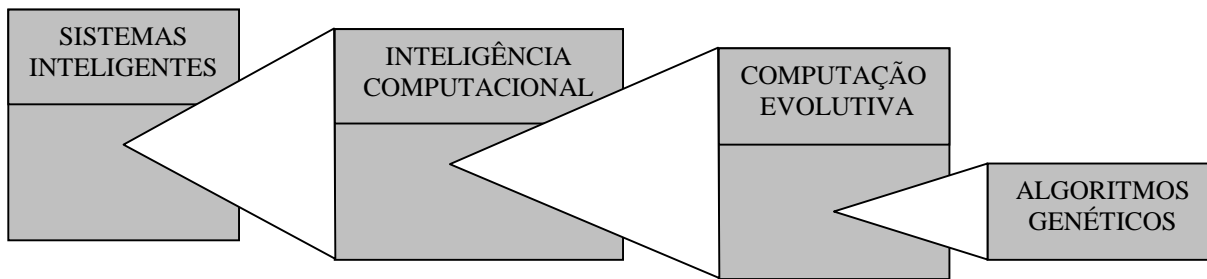 SISTEMAS
INTELIGENTES
INTELIGÊNCIA
COMPUTACIONAL
COMPUTAÇÃO
EVOLUTIVA
ALGORITMOS
GENÉTICOS